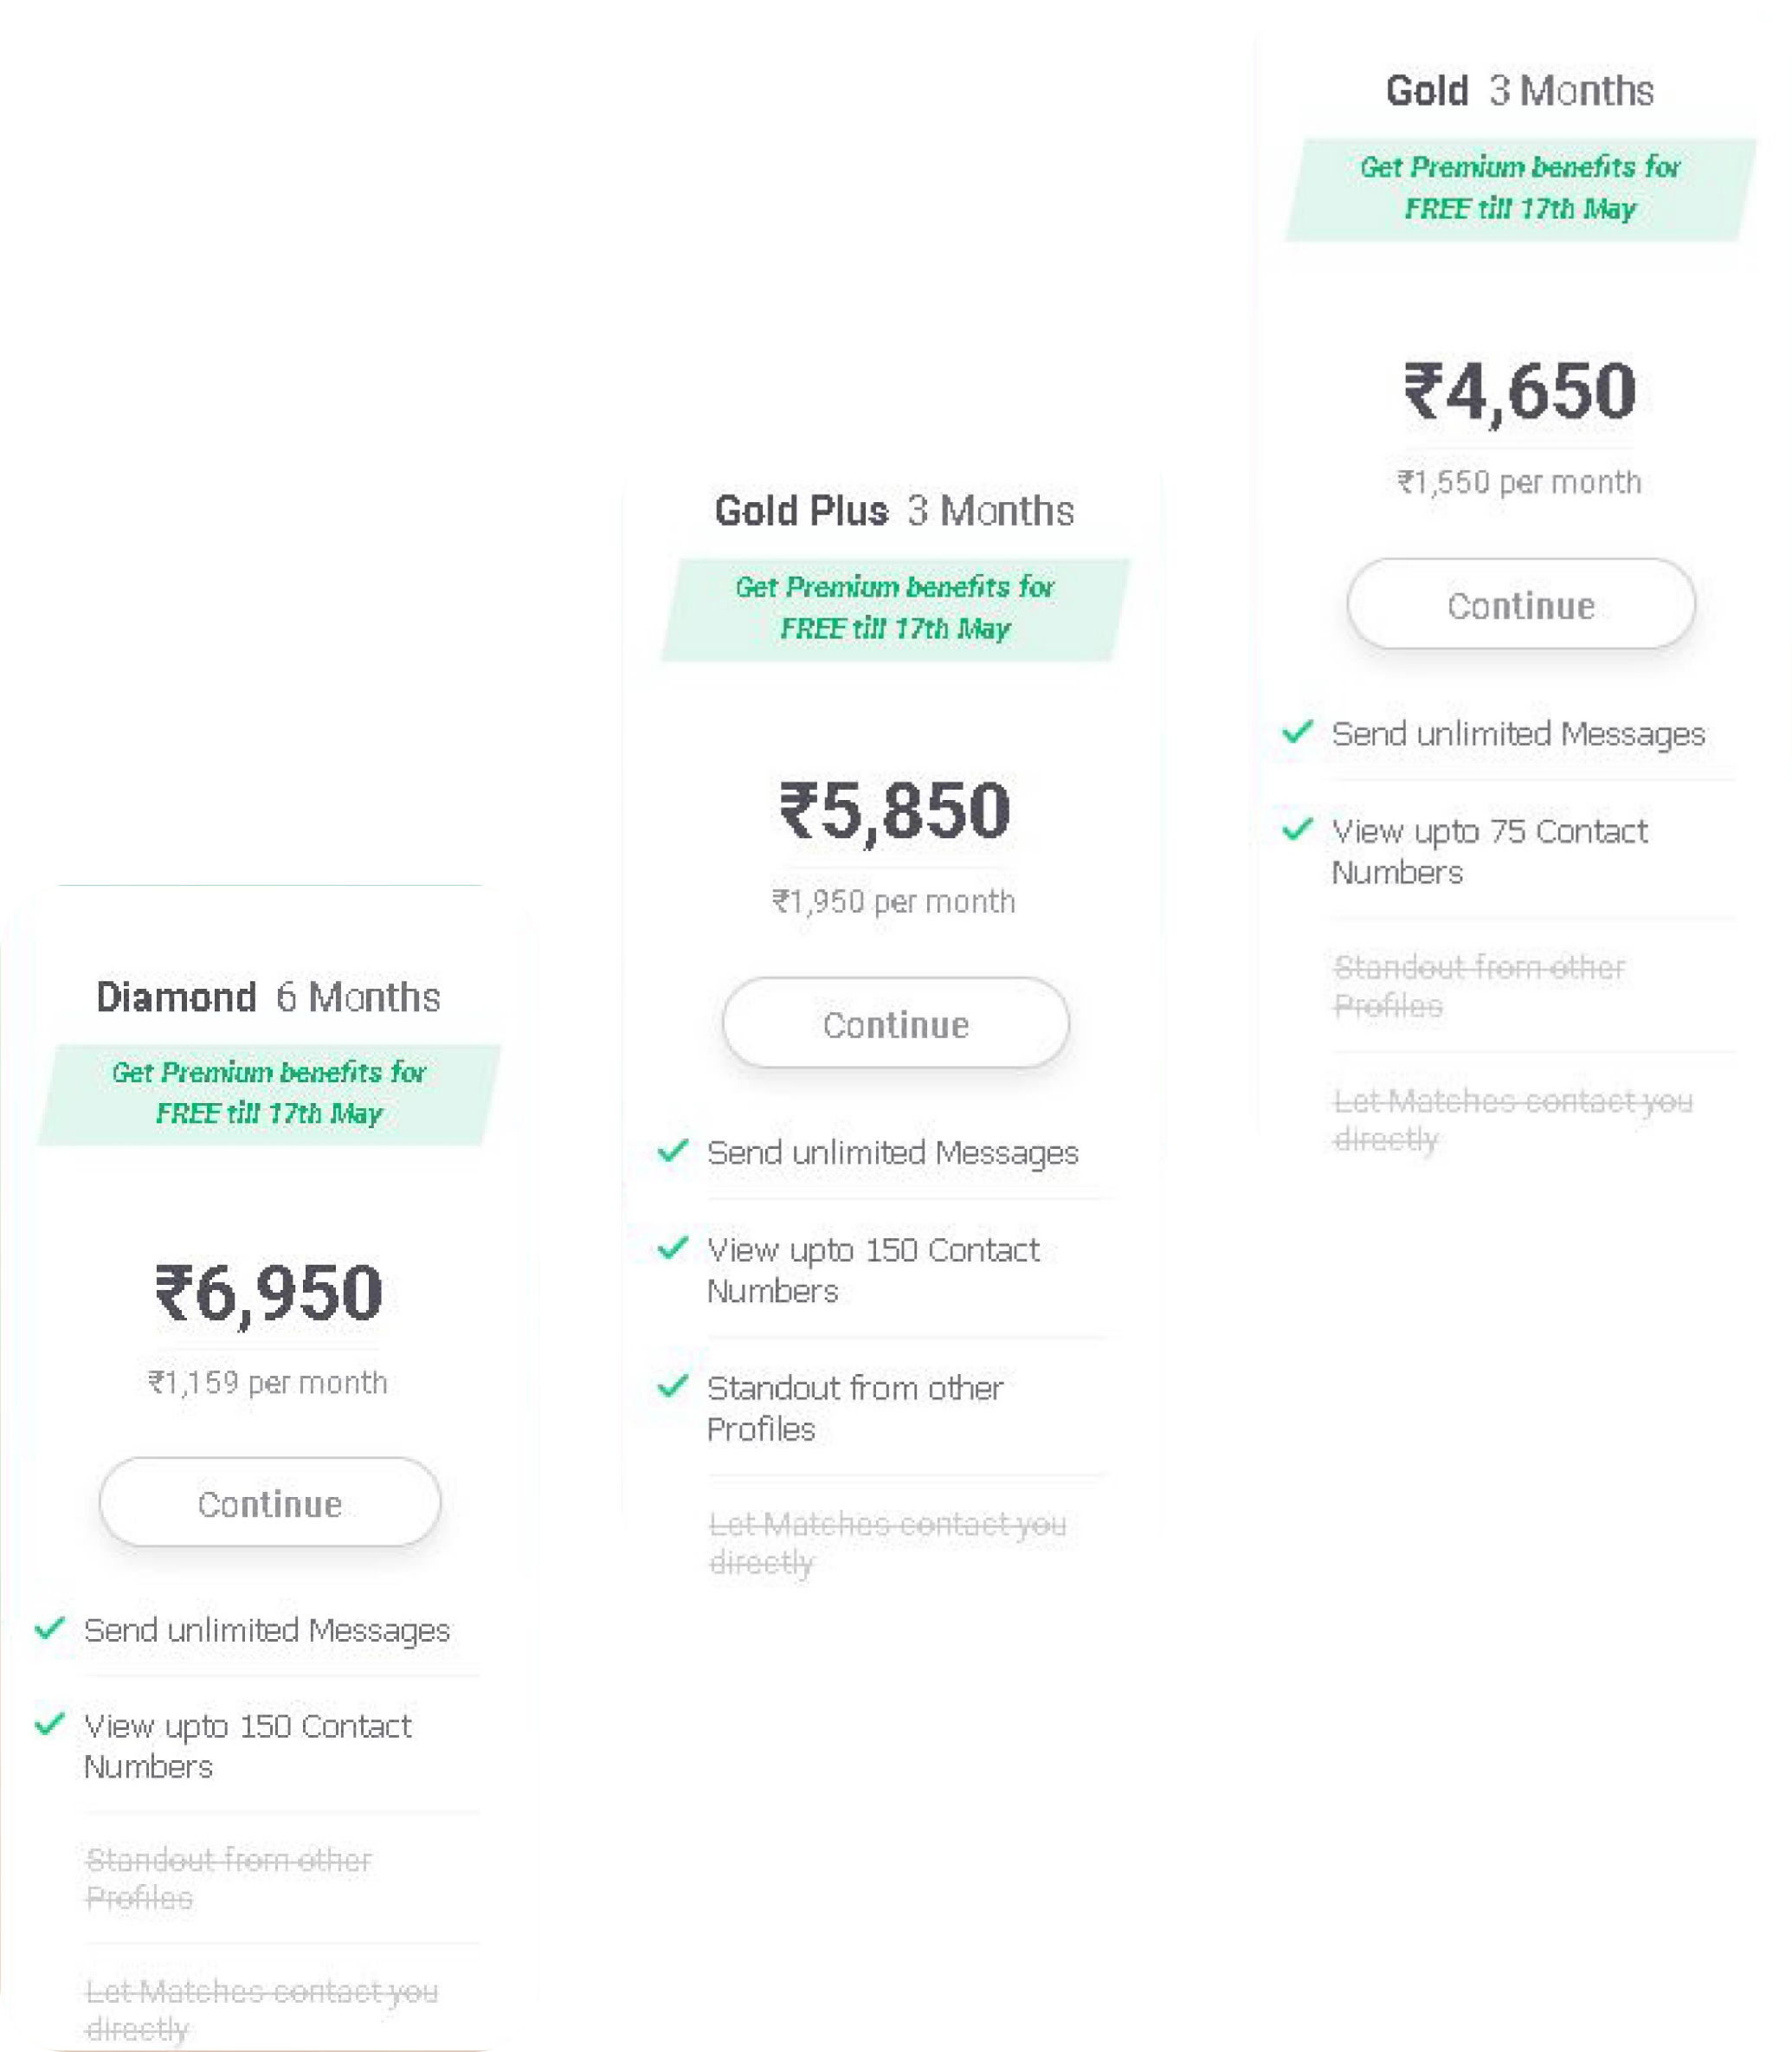 Gold 3 Months
Get Premium benefits for
FREE till 17th May
₹4,650
₹1,550 per month
Continue
Send unlimited Messages
View upto 75 Contact
Numbers
Standout from other
Profiles
Let Matches contact you
directly
Gold Plus 3 Months
Get Premium benefits for
FREE till 17th May
₹5,850
₹1,950 per month
Continue
Send unlimited Messages
View upto 150 Contact
Numbers
Standout from other
Profiles
Let Matches contact you
directly
Diamond 6 Months
Get Premium benefits for
FREE till 17th May
₹6,950
₹1,159 per month
Continue
Send unlimited Messages
View upto 150 Contact
Numbers
Standout from other
Profiles
Let Matches contact you
directly